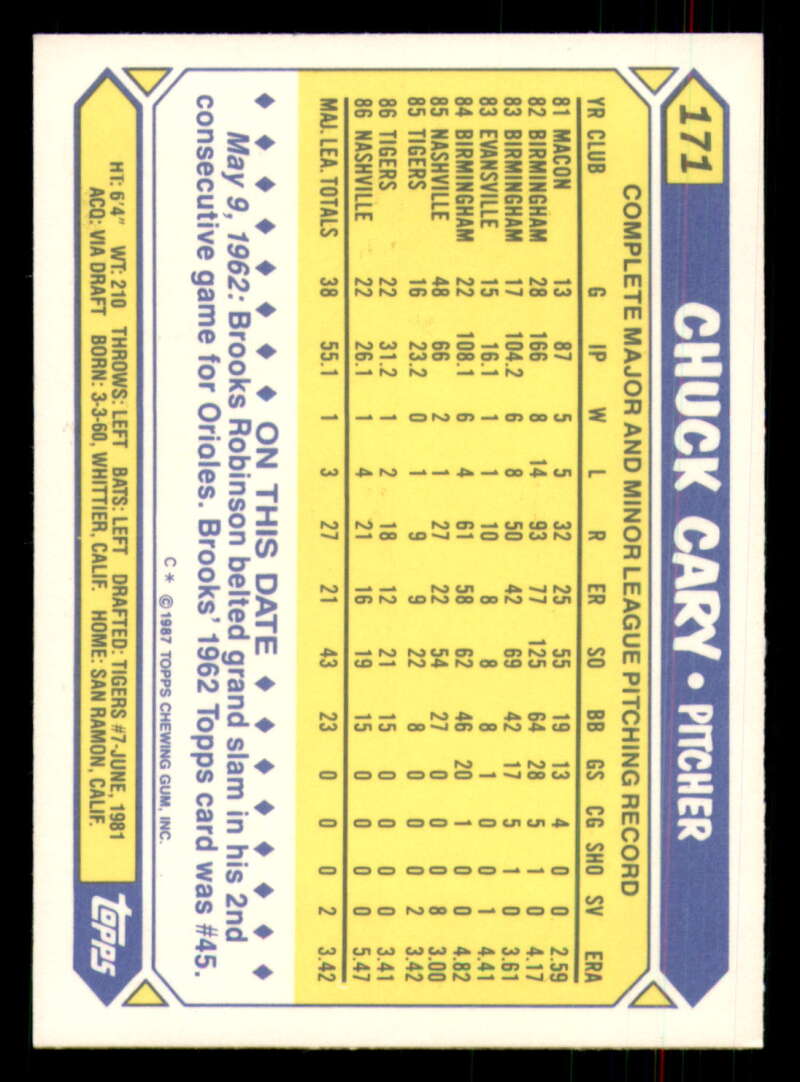 171
CHUCK CARY • PITCHER
COMPLETE MAJOR AND MINOR LEAGUE PITCHING RECORD
YR CLUB G IP W L R ER SO BB GS CG SHO SV ERA
81 MACON 13 87 5 5 32 25 55 19 13 4 0 0 2.59
82 BIRMINGHAM 28 166 8 14 93 77 125 64 28 5 1 0 4.17
83 BIRMINGHAM 17 104.2 6 8 50 42 69 42 17 5 1 0 3.61
83 EVANSVILLE 15 16.1 1 1 10 8 8 8 1 0 0 1 4.41
84 BIRMINGHAM 22 108.1 6 4 61 58 62 46 20 1 0 0 4.82
85 NASHVILLE 48 66 2 1 27 22 54 27 0 0 0 8 3.00
85 TIGERS 16 23.2 0 1 9 9 22 8 0 0 0 2 3.42
86 TIGERS 22 31.2 1 2 18 12 21 15 0 0 0 0 3.41
86 NASHVILLE 22 26.1 1 4 21 16 19 15 0 0 0 0 5.47
MAJ. LEA. TOTALS 38 55.1 1 3 27 21 43 23 0 0 0 2 3.42
♦ ♦ ♦ ♦ ♦ ♦ ♦ ♦ ON THIS DATE ♦ ♦ ♦ ♦ ♦ ♦ ♦ ♦
May 9, 1962: Brooks Robinson belted grand slam in his 2nd
consecutive game for Orioles. Brooks' 1962 Topps card was #45.
C * © 1987 TOPPS CHEWING GUM, INC.
HT: 6'4" WT: 210 THROWS: LEFT BATS: LEFT DRAFTED: TIGERS #7-JUNE, 1981
ACQ: VIA DRAFT BORN: 3-3-60, WHITTIER, CALIF. HOME: SAN RAMON, CALIF.
topps